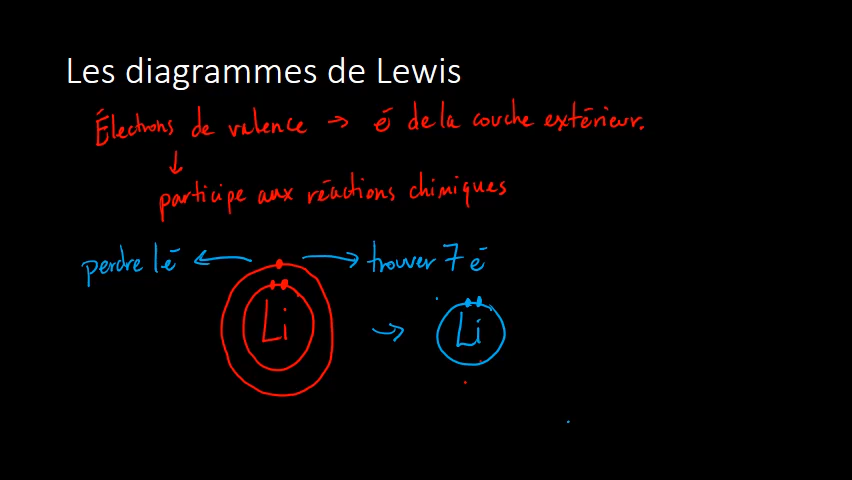 Les diagrammes de Lewis
Électrons de valence → ē de la couche extérieur.
↓
participe aux réactions chimiques
perdre 1 ē ← → trouver 7 ē
Li → Li